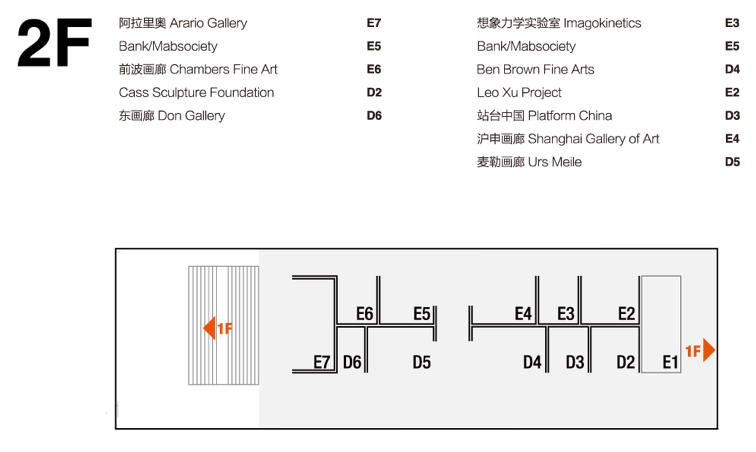 2F
阿拉里奥 Arario Gallery E7
Bank/Mabsociety E5
前波画廊 Chambers Fine Art E6
Cass Sculpture Foundation D2
东画廊 Don Gallery D6
想象力学实验室 Imagokinetics E3
Bank/Mabsociety E5
Ben Brown Fine Arts D4
Leo Xu Project E2
站台中国 Platform China D3
沪申画廊 Shanghai Gallery of Art E4
麦勒画廊 Urs Meile D5
E6 E5 E4 E3 E2
1F
1F
E7 D6 D5 D4 D3 D2 E1